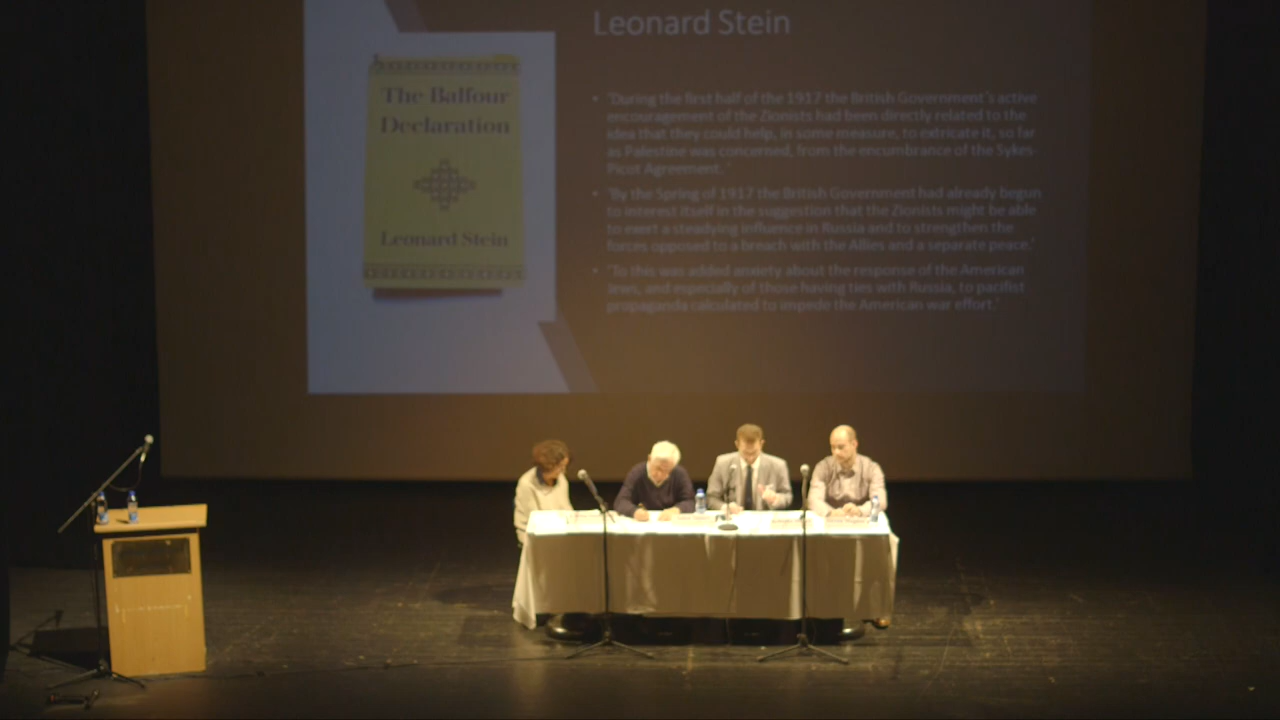 Leonard Stein
The Balfour
Declaration
Leonard Stein
• 'During the first half of the 1917 the British Government's active
encouragement of the Zionists had been directly related to the
idea that they could help, in some measure, to extricate it, so far
as Palestine was concerned, from the encumbrance of the Sykes-
Picot Agreement.'
• 'By the Spring of 1917 the British Government had already begun
to interest itself in the suggestion that the Zionists might be able
to exert a steadying influence in Russia and to strengthen the
forces opposed to a breach with the Allies and a separate peace.'
• 'To this was added anxiety about the response of the American
Jews, and especially of those having ties with Russia, to pacifist
propaganda calculated to impede the American war effort.'